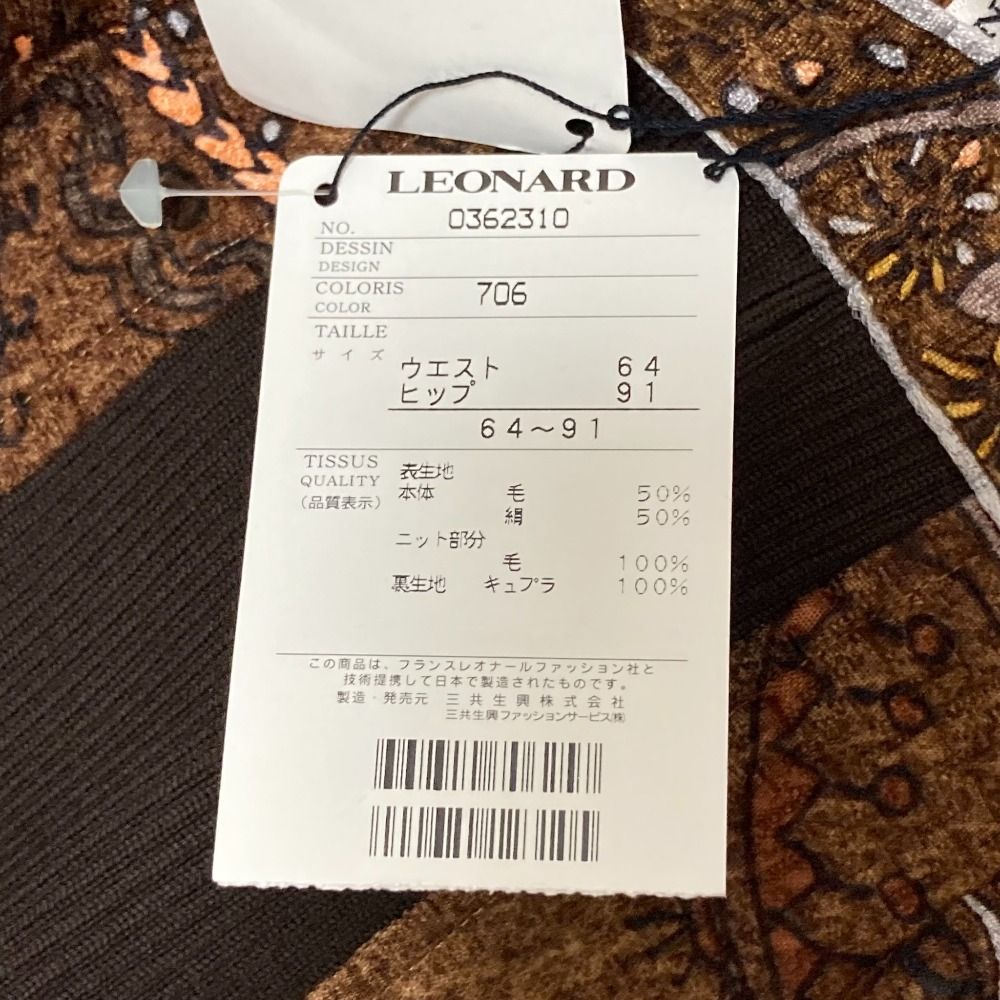 LEONARD
NO. 0362310
DESSIN
DESIGN
COLORIS 706
COLOR
TAILLE
サイズ
ウエスト 64
ヒップ 91
64〜91
TISSUS 表生地
QUALITY 本体 毛 50%
(品質表示) 絹 50%
ニット部分
毛 100%
裏生地 キュプラ 100%
この商品は、フランスレオナールファッション社と
技術提携して日本で製造されたものです。
製造・発売元 三共生興株式会社
三共生興ファッションサービス㈱